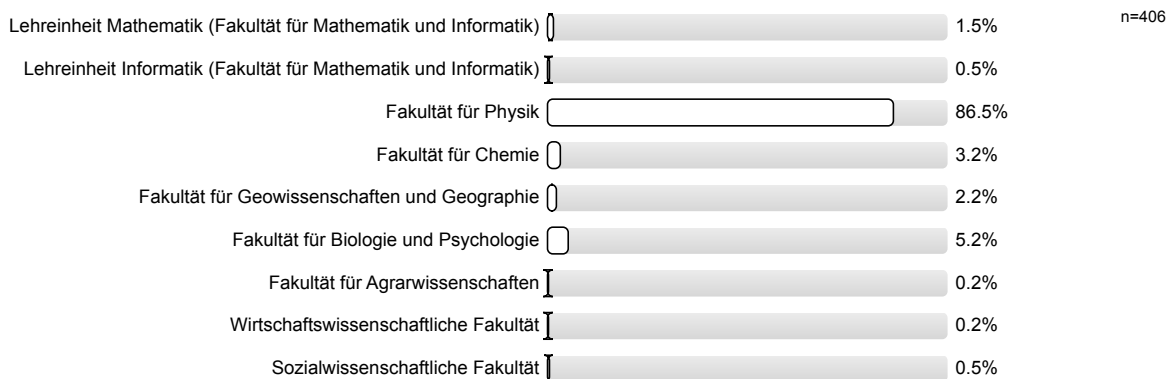 Lehreinheit Mathematik (Fakultät für Mathematik und Informatik) 1.5% n=406
Lehreinheit Informatik (Fakultät für Mathematik und Informatik) 0.5%
Fakultät für Physik 86.5%
Fakultät für Chemie 3.2%
Fakultät für Geowissenschaften und Geographie 2.2%
Fakultät für Biologie und Psychologie 5.2%
Fakultät für Agrarwissenschaften 0.2%
Wirtschaftswissenschaftliche Fakultät 0.2%
Sozialwissenschaftliche Fakultät 0.5%